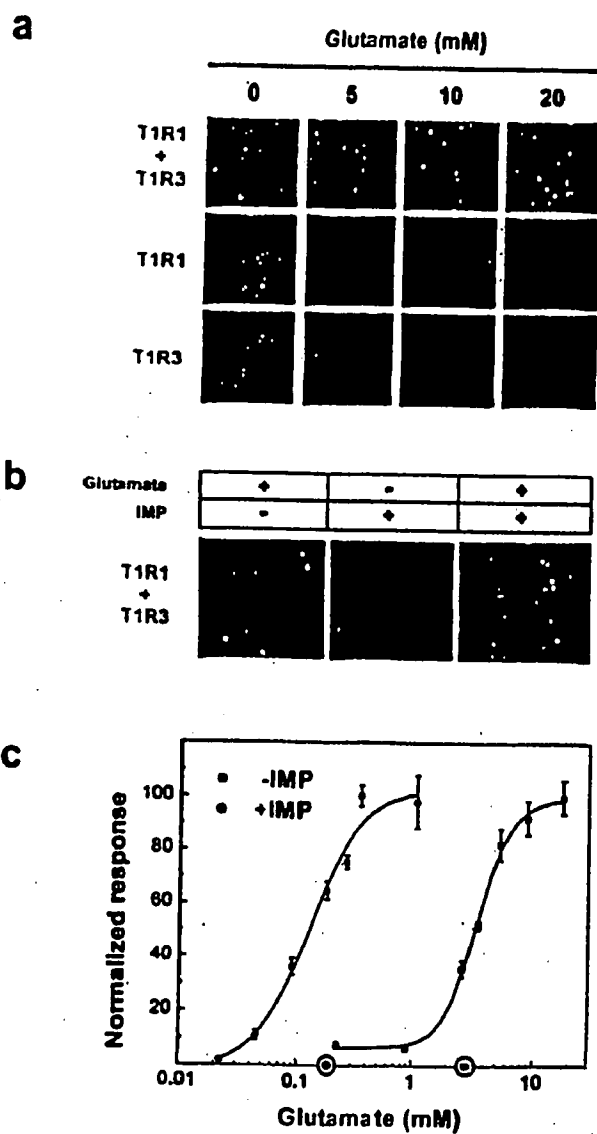 a
Glutamate (mM)
0 5 10 20
T1R1
+
T1R3
T1R1
T1R3
b
Glutamate + - +
IMP - + +
T1R1
+
T1R3
c
-IMP
+IMP
Normalized response
100
80
60
40
20
0.01 0.1 1 10
Glutamate (mM)